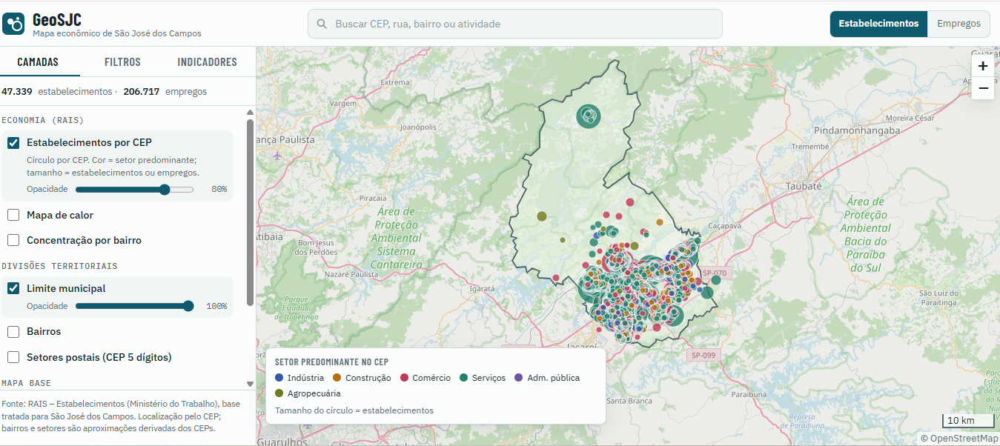 GeoSJC
Mapa econômico de São José dos Campos
Buscar CEP, rua, bairro ou atividade
Estabelecimentos
Empregos
CAMADAS
FILTROS
INDICADORES
47.339 estabelecimentos · 206.717 empregos
ECONOMIA (RAIS)
Estabelecimentos por CEP
Círculo por CEP. Cor = setor predominante;
tamanho = estabelecimentos ou empregos.
Opacidade 80%
Mapa de calor
Concentração por bairro
DIVISÕES TERRITORIAIS
Limite municipal
Opacidade 100%
Bairros
Setores postais (CEP 5 dígitos)
MAPA BASE
Fonte: RAIS – Estabelecimentos (Ministério do Trabalho), base
tratada para São José dos Campos. Localização pelo CEP;
bairros e setores são aproximações derivadas dos CEPs.
+
−
Extrema
Vargem
Joanópolis
ança Paulista
Moreira César
Pindamonhangaba
Tremembé
Taubaté
Piracaia
Área de
Proteção
Ambiental
Sistema
Cantareira
Área de
Proteção
Ambiental
Bacia do
Paraíba
do Sul
Caçapava
tibaia
Bom Jesus
dos Perdões
Nazaré Paulista
Igaratá
SP-070
São Luiz do
Paraitinga
Parque
Estadual
de Itapetinga
Jacareí
SP-099
Paraibuna
Santa Branca
Represa
de Paraibuna
Guarulhos
SETOR PREDOMINANTE NO CEP
Indústria Construção Comércio Serviços Adm. pública
Agropecuária
Tamanho do círculo = estabelecimentos
10 km
© OpenStreetMap